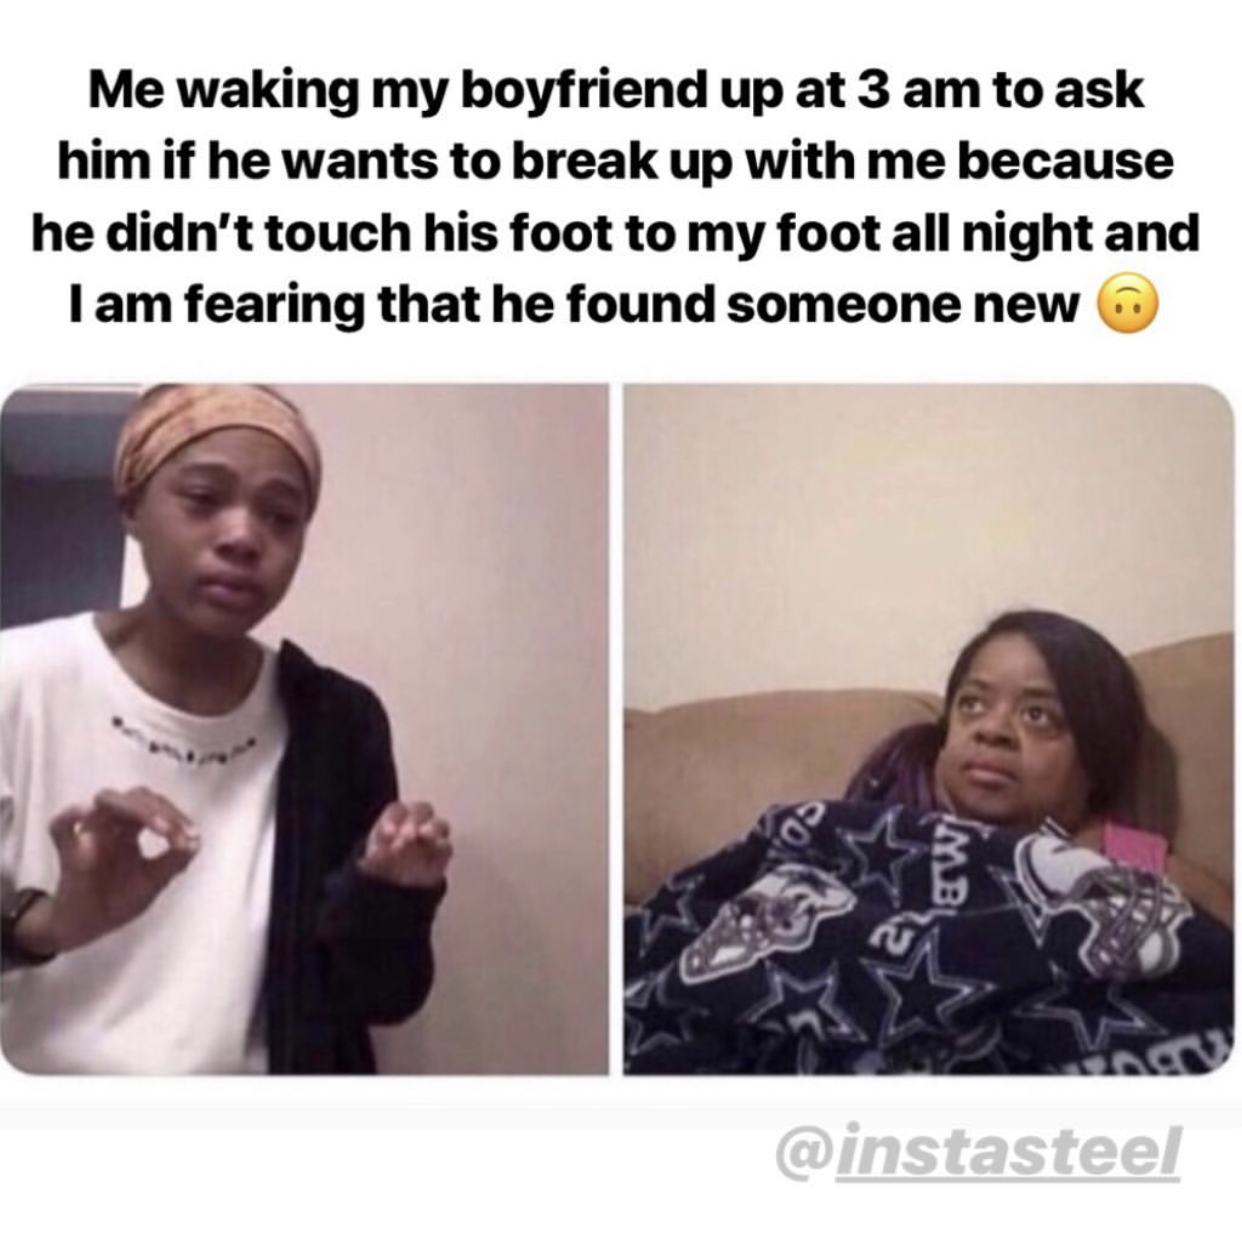 Me waking my boyfriend up at 3 am to ask
him if he wants to break up with me because
he didn’t touch his foot to my foot all night and
I am fearing that he found someone new 🙃
@instasteel